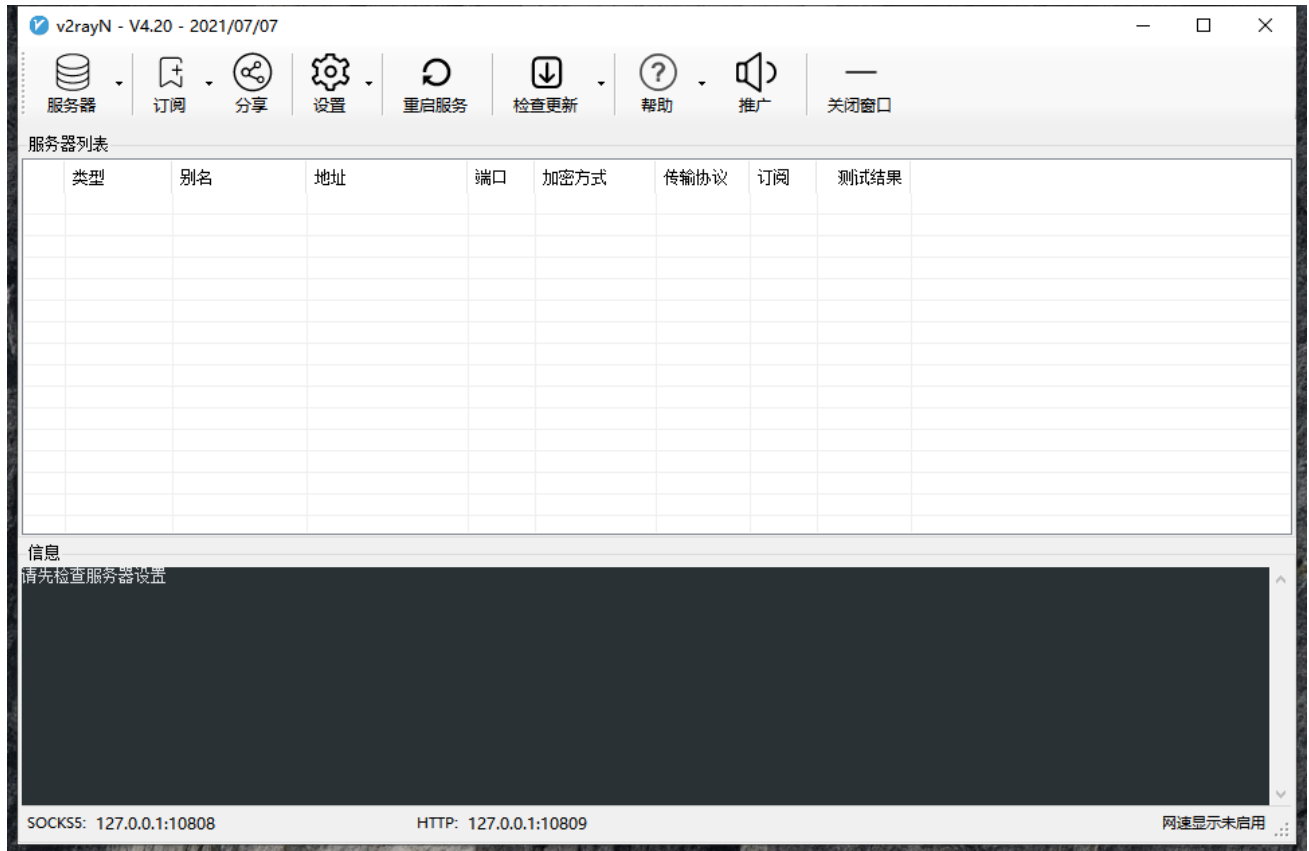 v2rayN - V4.20 - 2021/07/07
服务器 订阅 分享 设置 重启服务 检查更新 帮助 推广 关闭窗口
服务器列表
类型 别名 地址 端口 加密方式 传输协议 订阅 测试结果
信息
请先检查服务器设置
SOCKS5: 127.0.0.1:10808 HTTP: 127.0.0.1:10809 网速显示未启用